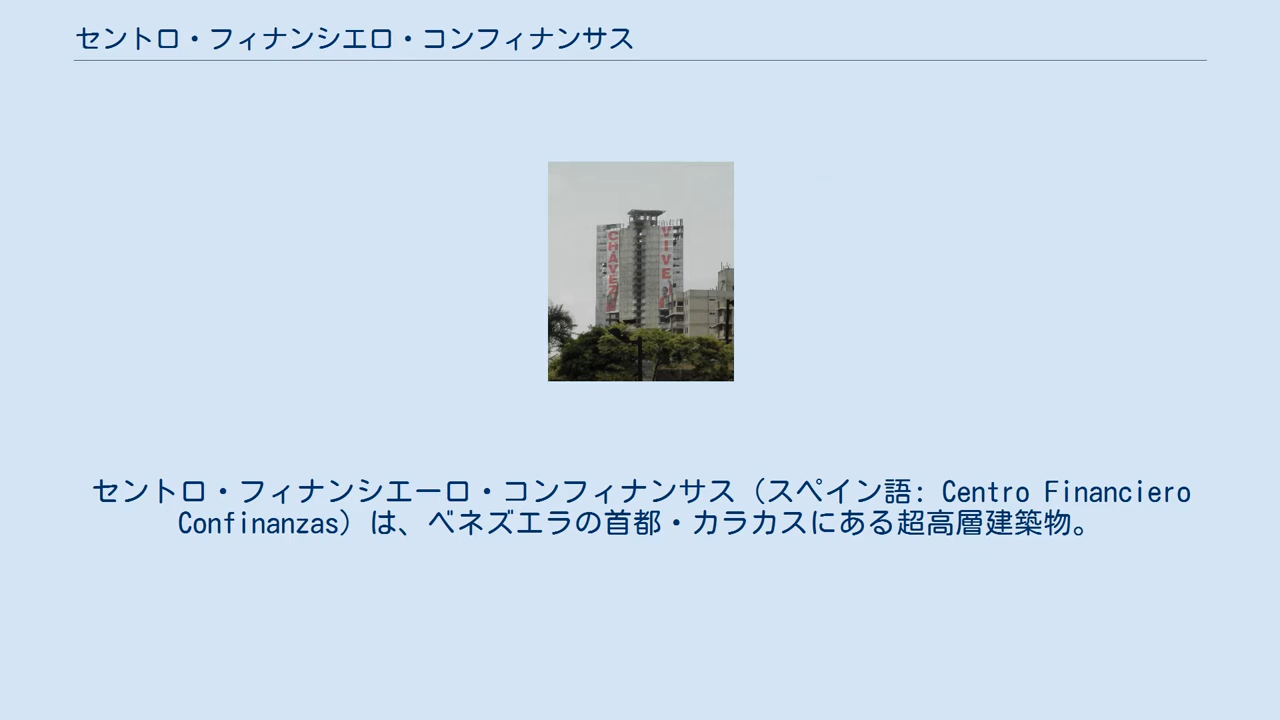 セントロ・フィナンシエロ・コンフィナンサス
CHÁVEZ
VIVE
セントロ・フィナンシエーロ・コンフィナンサス（スペイン語: Centro Financiero
Confinanzas）は、ベネズエラの首都・カラカスにある超高層建築物。